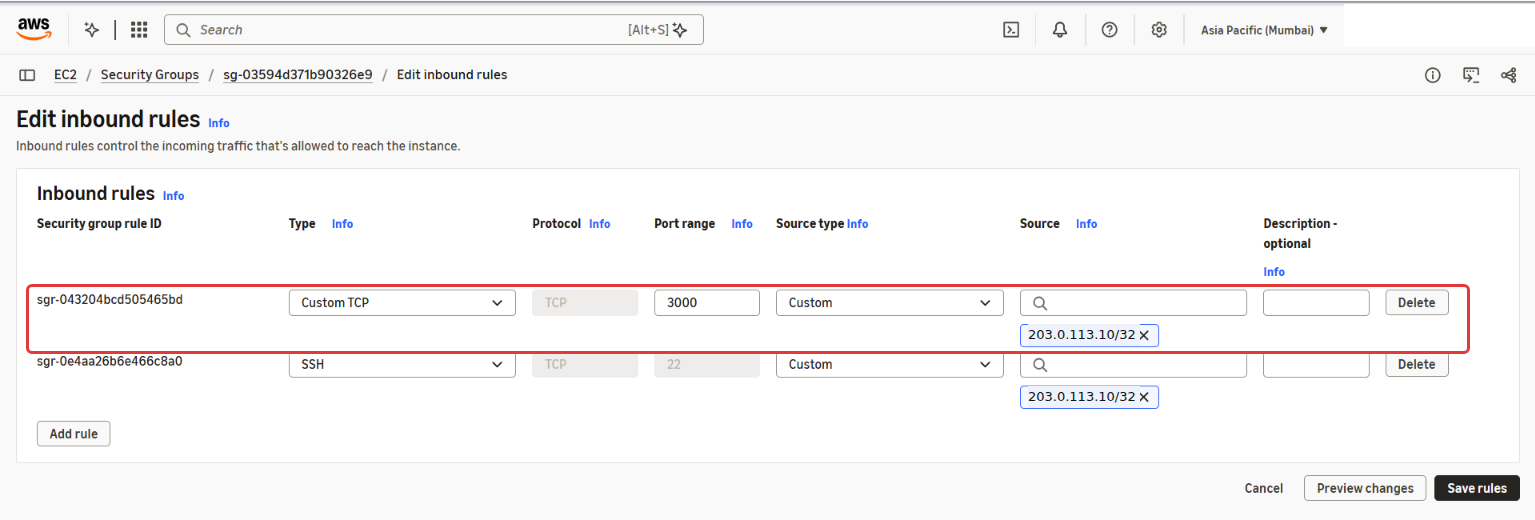 aws
Search [Alt+S]
Asia Pacific (Mumbai)
EC2 / Security Groups / sg-03594d371b90326e9 / Edit inbound rules
Edit inbound rules Info
Inbound rules control the incoming traffic that's allowed to reach the instance.
Inbound rules Info
Security group rule ID Type Info Protocol Info Port range Info Source type Info Source Info Description -
optional
Info
sgr-043204bcd505465bd Custom TCP TCP 3000 Custom Delete
203.0.113.10/32
sgr-0e4aa26b6e466c8a0 SSH TCP 22 Custom Delete
203.0.113.10/32
Add rule
Cancel Preview changes Save rules